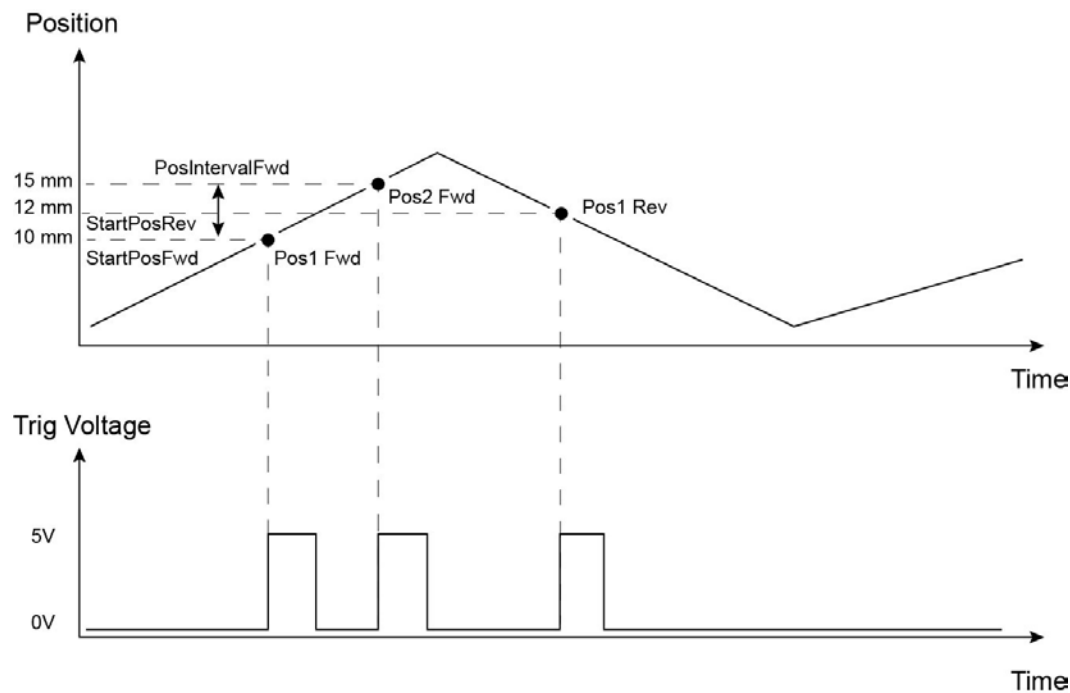 Position
PosIntervalFwd
15 mm
Pos2 Fwd
12 mm
Pos1 Rev
StartPosRev
10 mm
StartPosFwd
Pos1 Fwd
Time
Trig Voltage
5V
0V
Time